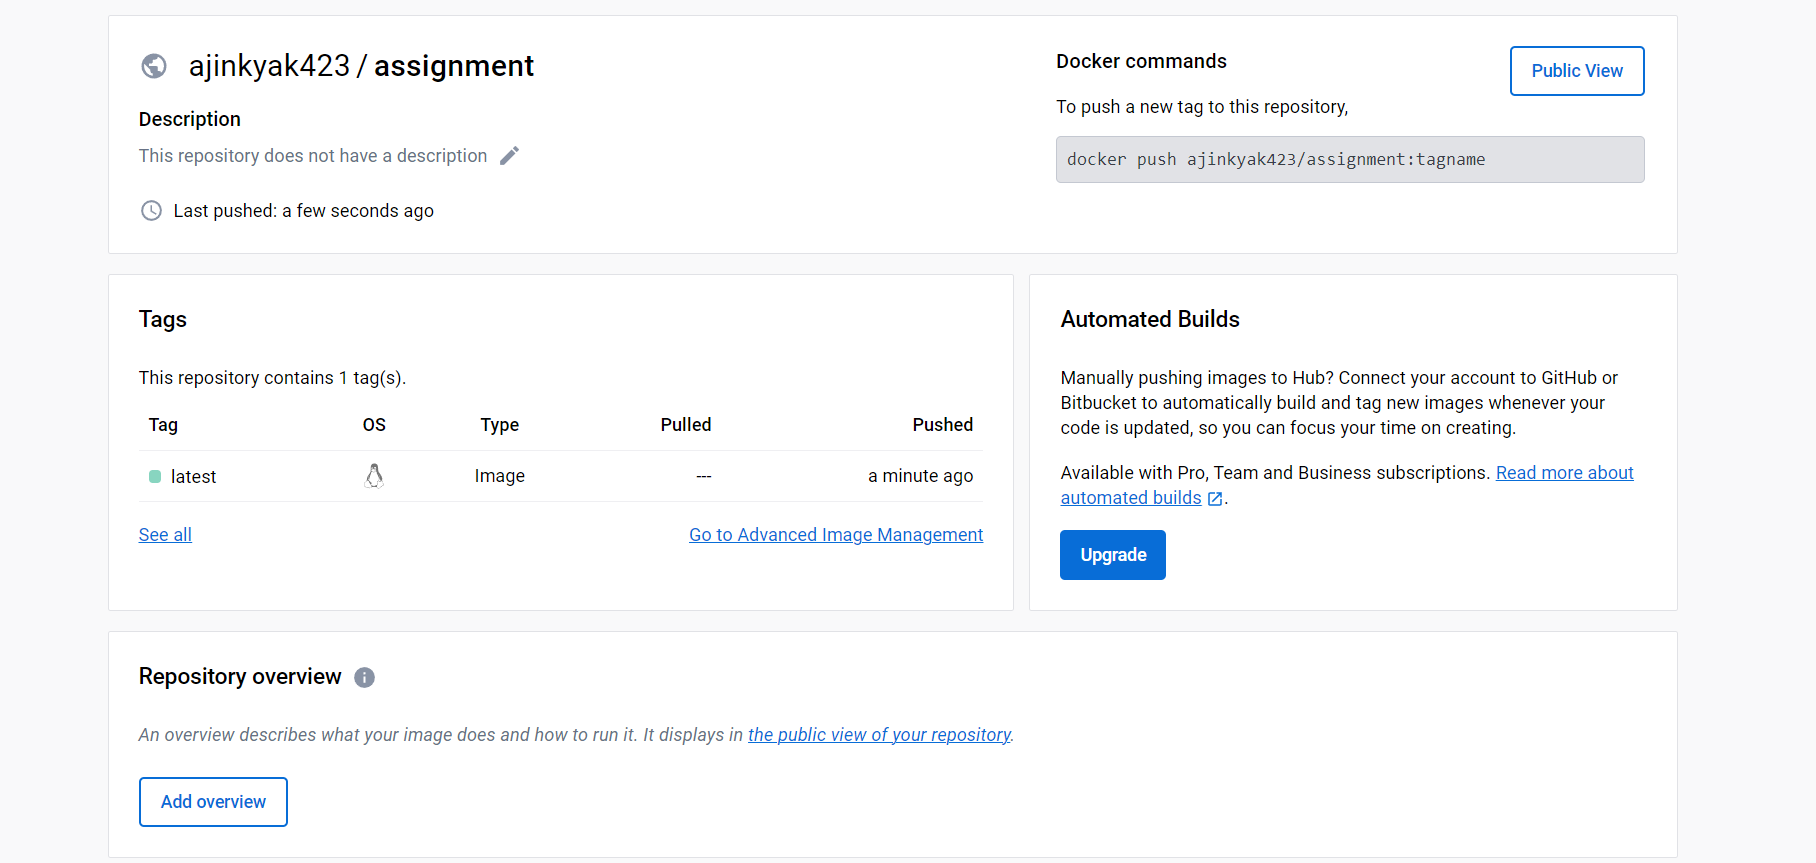 ajinkyak423 / assignment
Description
This repository does not have a description
Last pushed: a few seconds ago
Docker commands
Public View
To push a new tag to this repository,
docker push ajinkyak423/assignment:tagname
Tags
This repository contains 1 tag(s).
Tag OS Type Pulled Pushed
latest Image --- a minute ago
See all Go to Advanced Image Management
Automated Builds
Manually pushing images to Hub? Connect your account to GitHub or
Bitbucket to automatically build and tag new images whenever your
code is updated, so you can focus your time on creating.
Available with Pro, Team and Business subscriptions. Read more about
automated builds .
Upgrade
Repository overview
An overview describes what your image does and how to run it. It displays in the public view of your repository.
Add overview